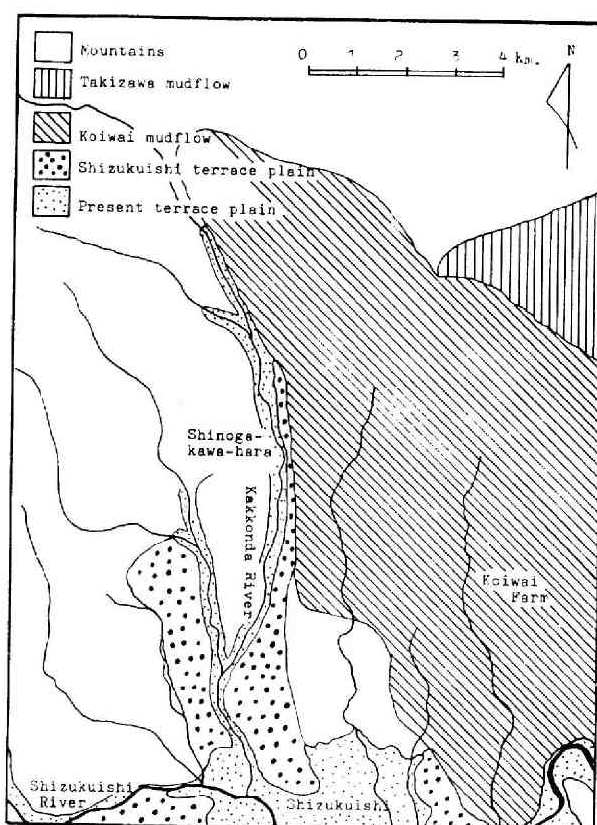 0 1 2 3 4 km.
N
Mountains
Takizawa mudflow
Koiwai mudflow
Shizukuishi terrace plain
Present terrace plain
Shinoga-
kawa-hara
Kakkonda River
Koiwai
Farm
Shizukuishi
River
Shizukuishi